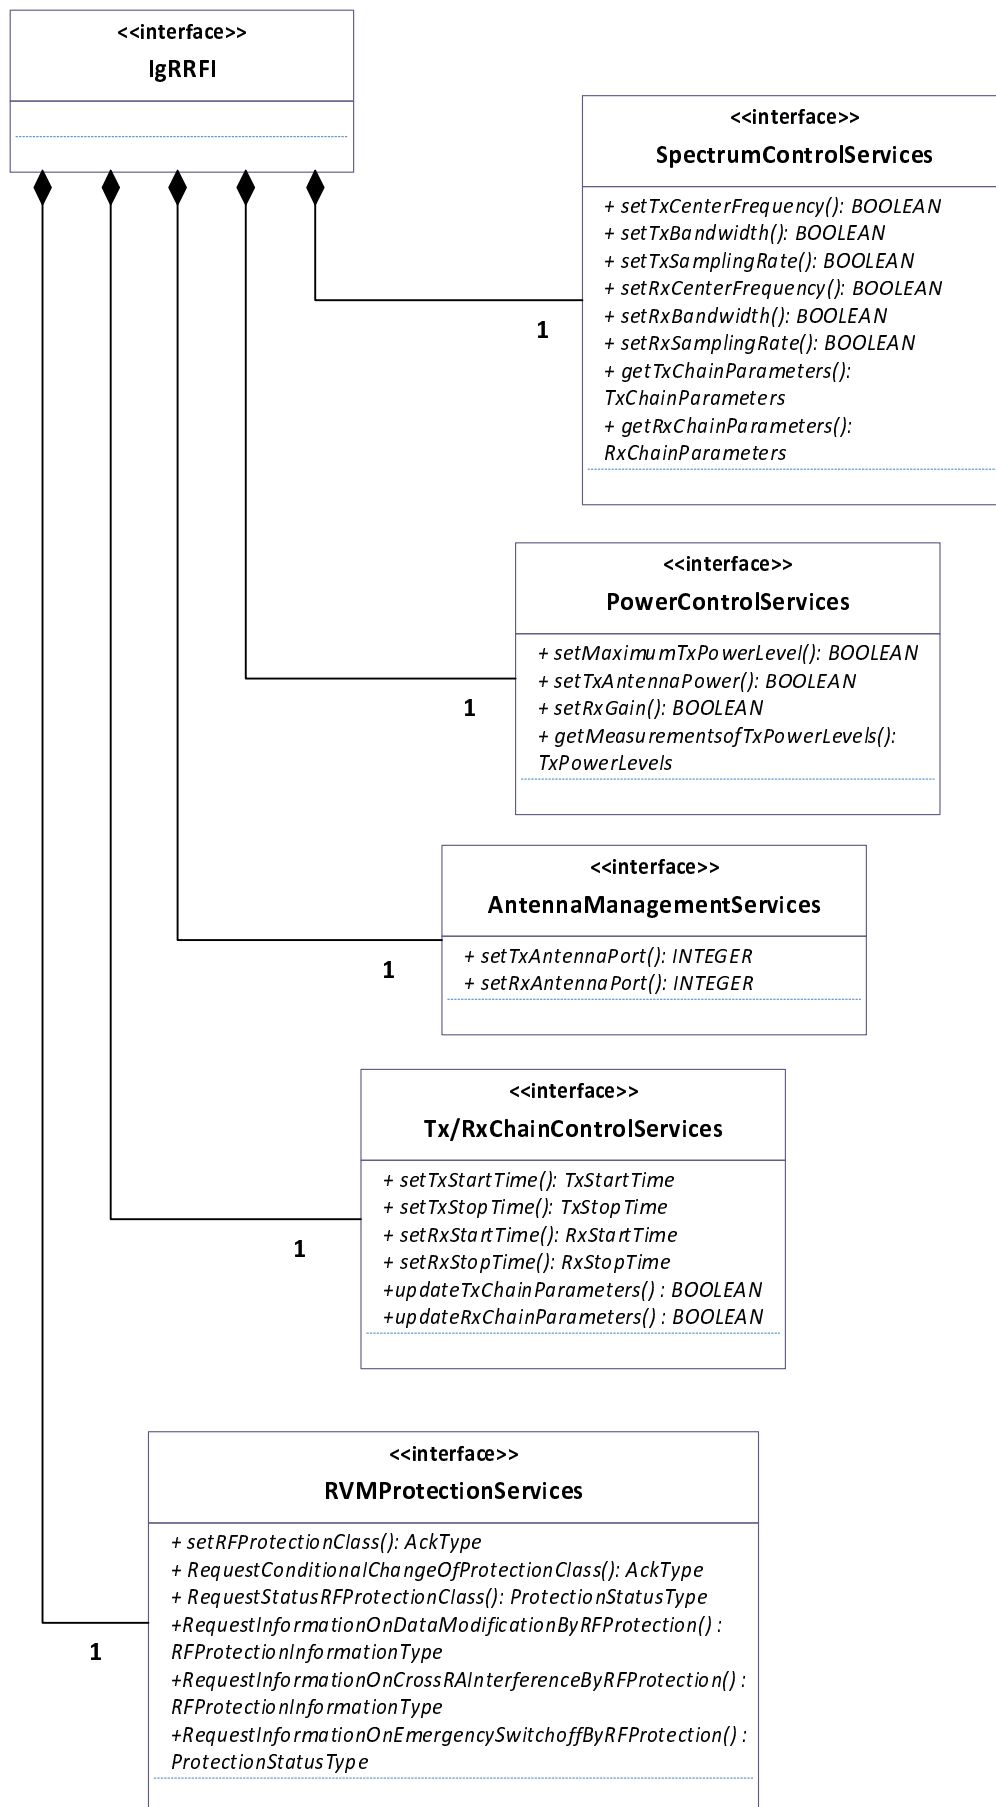 <<interface>>
IgRRFI
<<interface>>
SpectrumControlServices
+ setTxCenterFrequency(): BOOLEAN
+ setTxBandwidth(): BOOLEAN
+ setTxSamplingRate(): BOOLEAN
+ setRxCenterFrequency(): BOOLEAN
+ setRxBandwidth(): BOOLEAN
+ setRxSamplingRate(): BOOLEAN
+ getTxChainParameters():
TxChainParameters
+ getRxChainParameters():
RxChainParameters
1
<<interface>>
PowerControlServices
+ setMaximumTxPowerLevel(): BOOLEAN
+ setTxAntennaPower(): BOOLEAN
+ setRxGain(): BOOLEAN
+ getMeasurementsofTxPowerLevels():
TxPowerLevels
1
<<interface>>
AntennaManagementServices
+ setTxAntennaPort(): INTEGER
+ setRxAntennaPort(): INTEGER
1
<<interface>>
Tx/RxChainControlServices
+ setTxStartTime(): TxStartTime
+ setTxStopTime(): TxStopTime
+ setRxStartTime(): RxStartTime
+ setRxStopTime(): RxStopTime
+updateTxChainParameters() : BOOLEAN
+updateRxChainParameters() : BOOLEAN
1
<<interface>>
RVMProtectionServices
+ setRFProtectionClass(): AckType
+ RequestConditionalChangeOfProtectionClass(): AckType
+ RequestStatusRFProtectionClass(): ProtectionStatusType
+RequestInformationOnDataModificationByRFProtection() :
RFProtectionInformationType
+RequestInformationOnCrossRAInterferenceByRFProtection() :
RFProtectionInformationType
+RequestInformationOnEmergencySwitchoffByRFProtection() :
ProtectionStatusType
1